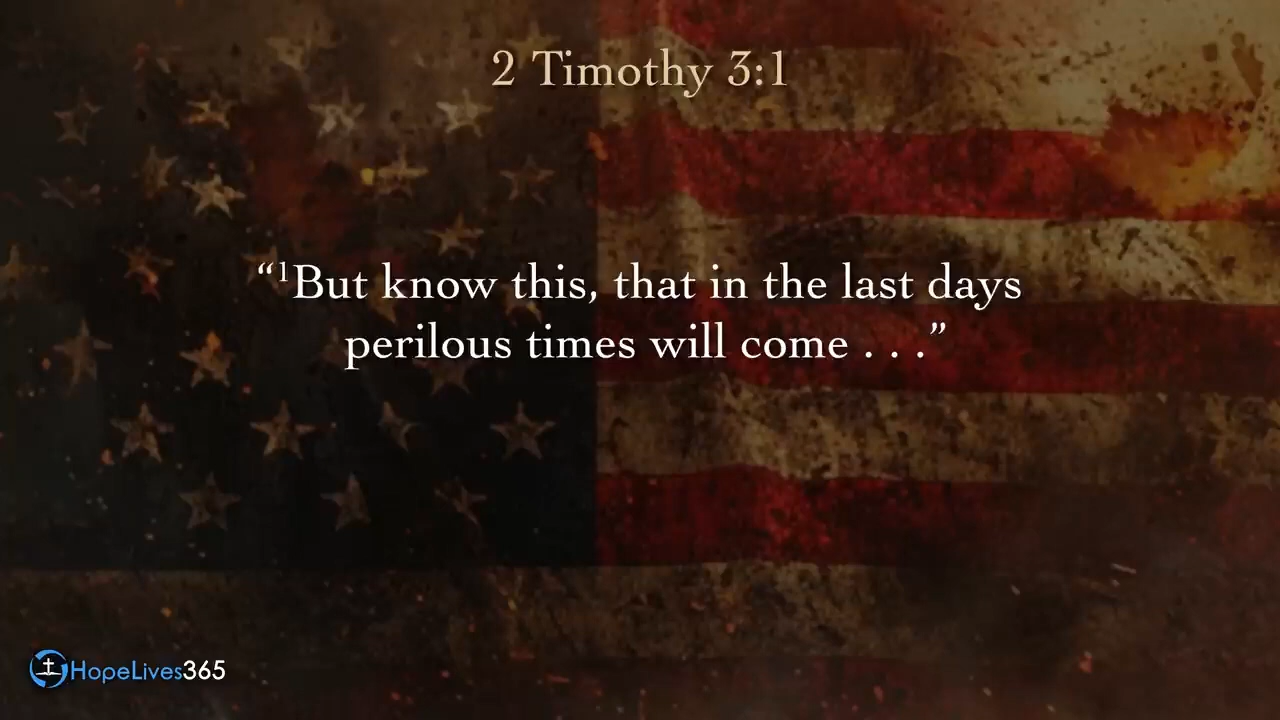 2 Timothy 3:1
“¹But know this, that in the last days
perilous times will come . . .”
HopeLives365